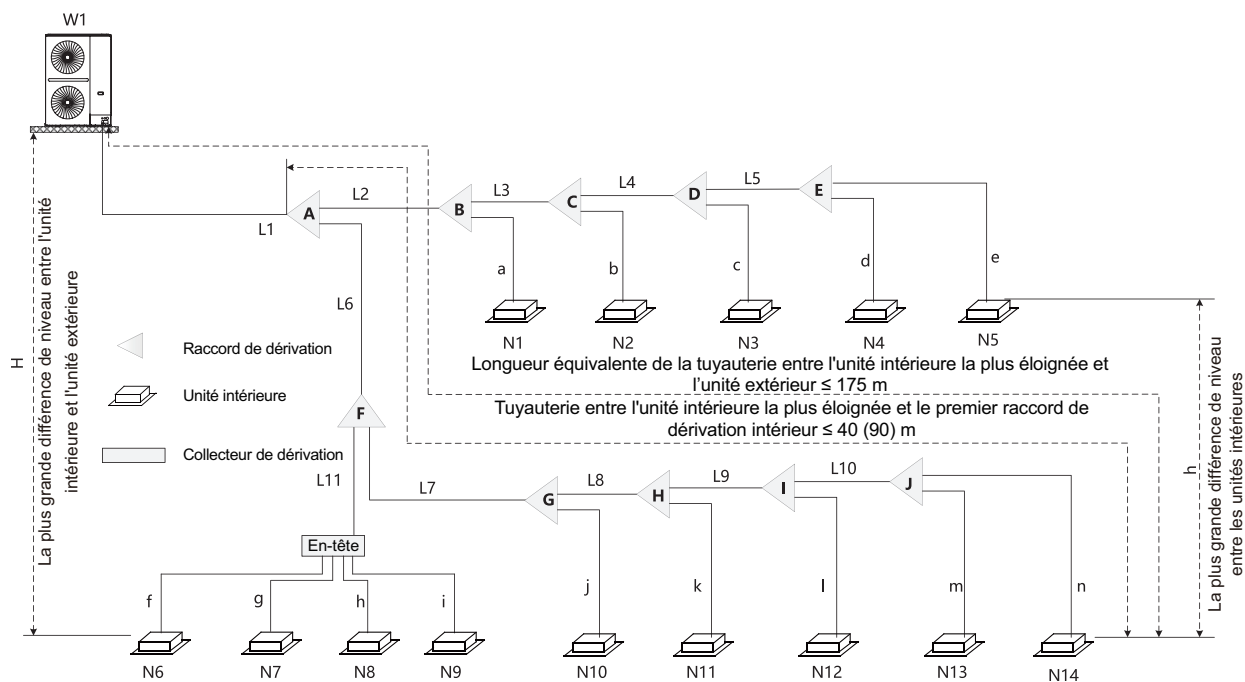 W1
La plus grande différence de niveau entre l'unité
intérieure et l'unité extérieure
H
A
L1
L2
B
L3
C
L4
D
L5
E
a
b
c
d
e
L6
N1
N2
N3
N4
N5
Raccord de dérivation
Unité intérieure
Collecteur de dérivation
Longueur équivalente de la tuyauterie entre l'unité intérieure la plus éloignée et
l'unité extérieur ≤ 175 m
Tuyauterie entre l'unité intérieure la plus éloignée et le premier raccord de
dérivation intérieur ≤ 40 (90) m
h
La plus grande différence de niveau
entre les unités intérieures
F
L11
L7
G
L8
H
L9
I
L10
J
En-tête
f
g
h
i
j
k
l
m
n
N6
N7
N8
N9
N10
N11
N12
N13
N14